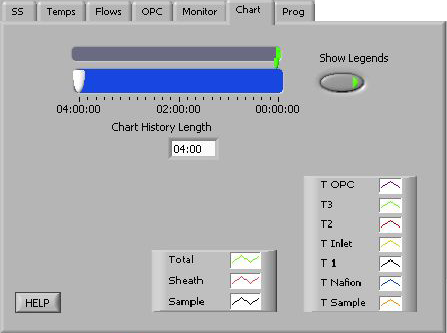 SS Temps Flows OPC Monitor Chart Prog
Show Legends
04:00:00 02:00:00 00:00:00
Chart History Length
04:00
T OPC
T3
T2
T Inlet
T 1
T Nafion
T Sample
Total
Sheath
Sample
HELP